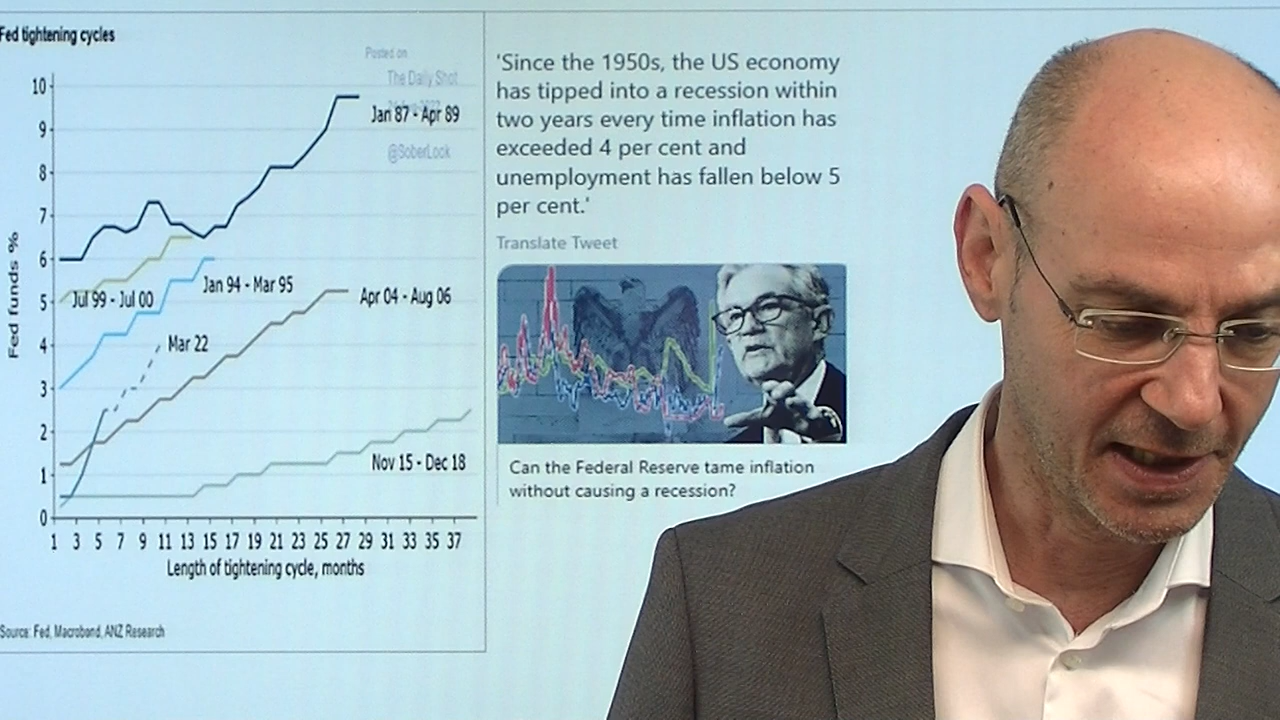 Fed tightening cycles
Posted on
The Daily Shot
@SoberLook
10
9
8
7
6
5
4
3
2
1
0
Fed funds %
Jan 87 - Apr 89
Jul 99 - Jul 00
Jan 94 - Mar 95
Apr 04 - Aug 06
Mar 22
Nov 15 - Dec 18
1 3 5 7 9 11 13 15 17 19 21 23 25 27 29 31 33 35 37
Length of tightening cycle, months
Source: Fed, Macrobond, ANZ Research
'Since the 1950s, the US economy
has tipped into a recession within
two years every time inflation has
exceeded 4 per cent and
unemployment has fallen below 5
per cent.'
Translate Tweet
Can the Federal Reserve tame inflation
without causing a recession?